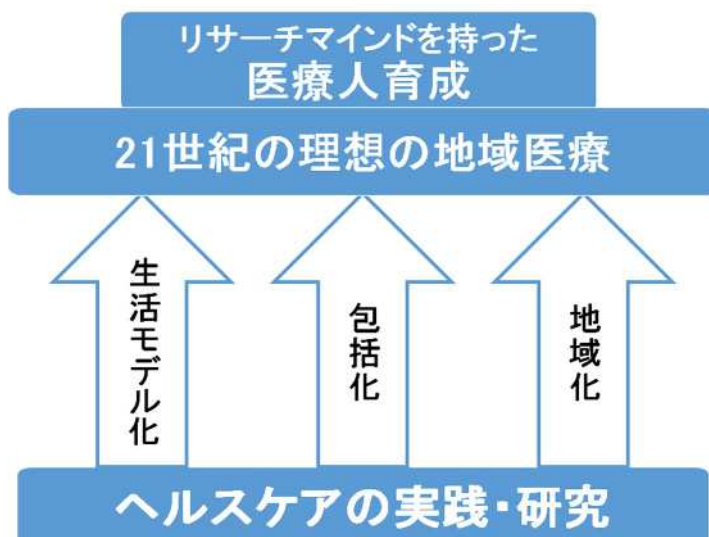 リサーチマインドを持った
医療人育成
21世紀の理想の地域医療
生活モデル化
包括化
地域化
ヘルスケアの実践・研究